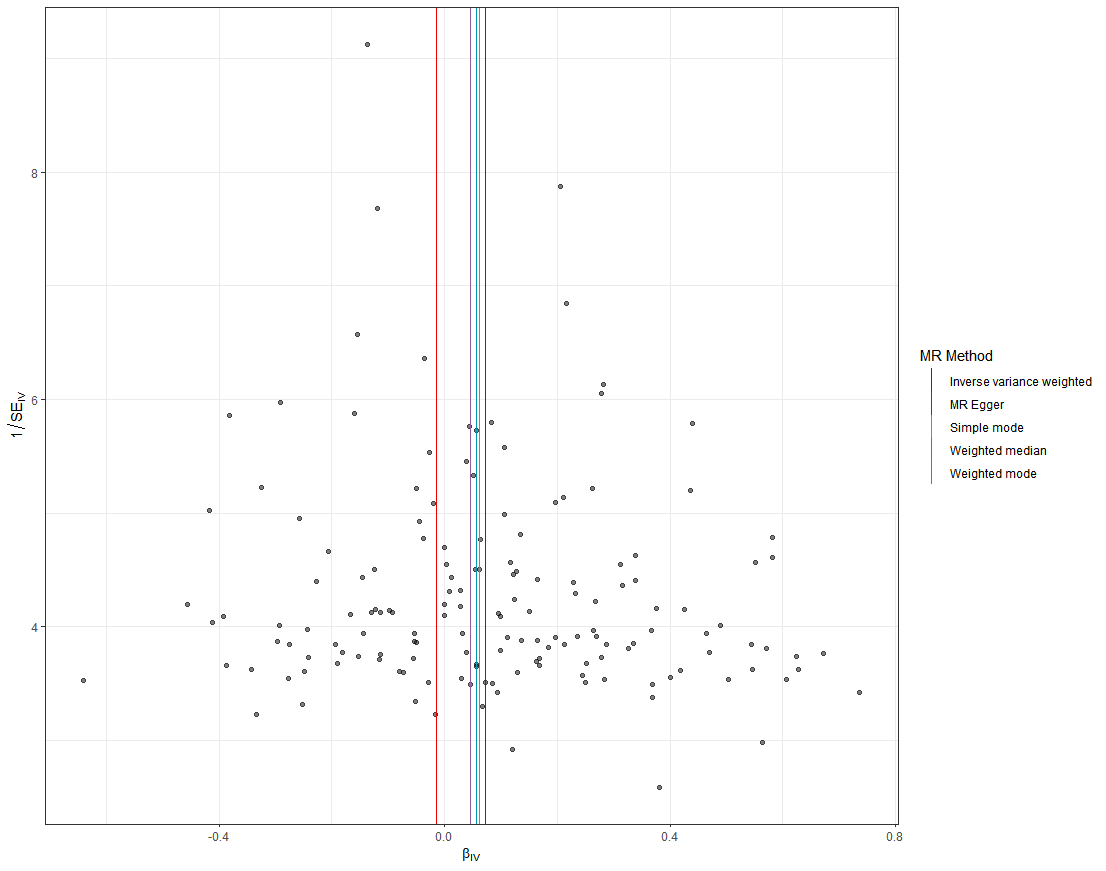 8
6
4
1/SE_IV
-0.4
0.0
0.4
0.8
β_IV
MR Method
Inverse variance weighted
MR Egger
Simple mode
Weighted median
Weighted mode